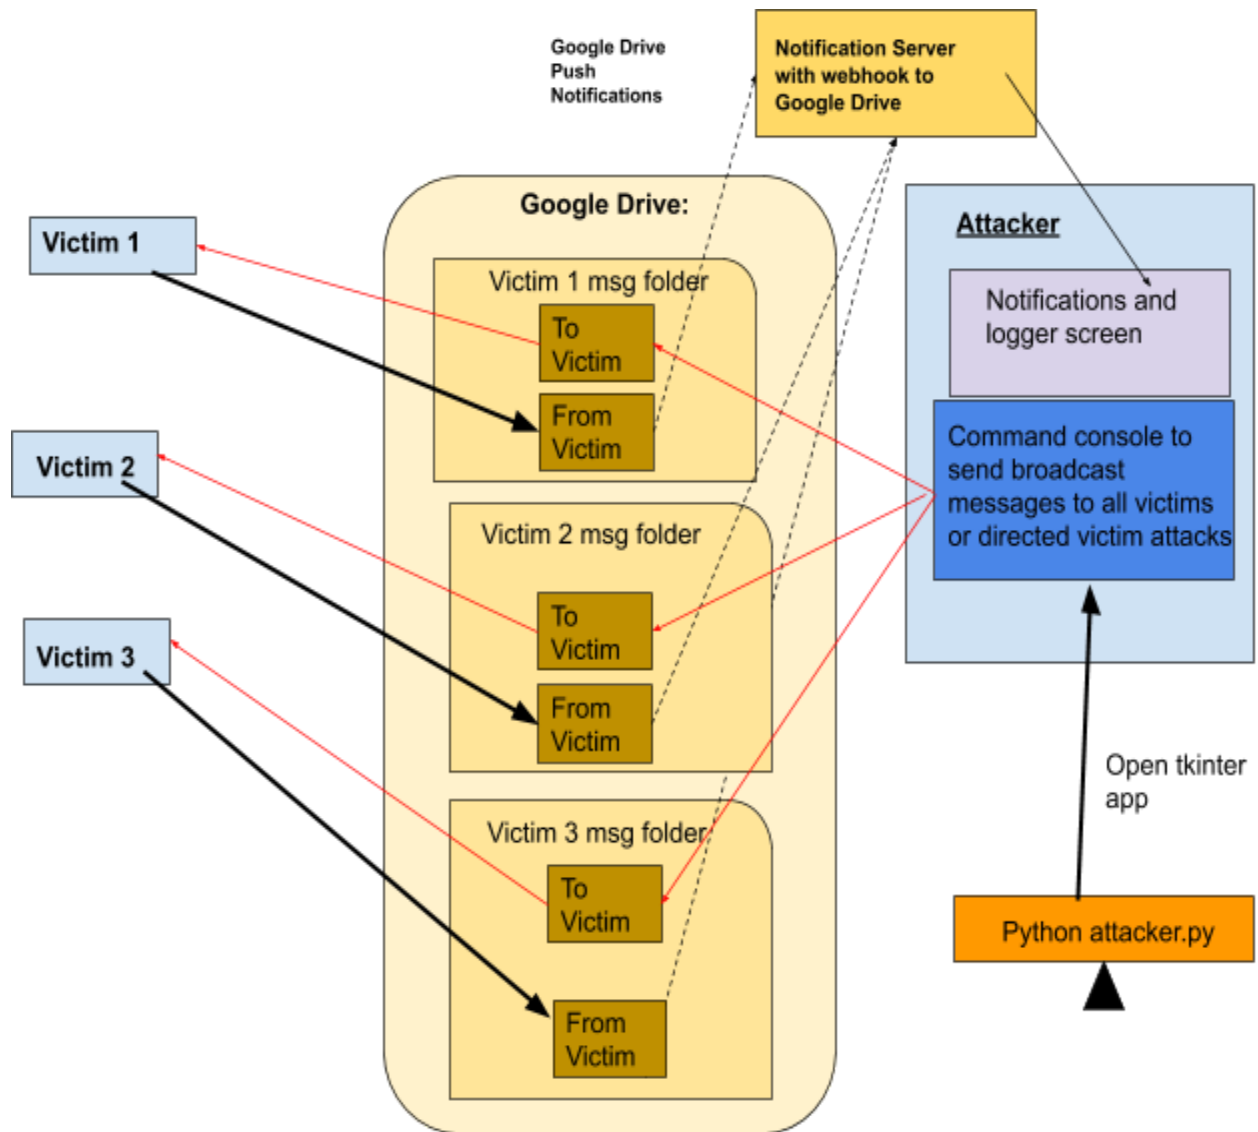 Google Drive
Push
Notifications
Notification Server
with webhook to
Google Drive
Google Drive:
Victim 1
Victim 1 msg folder
To
Victim
From
Victim
Victim 2
Victim 2 msg folder
To
Victim
From
Victim
Victim 3
Victim 3 msg folder
To
Victim
From
Victim
Attacker
Notifications and
logger screen
Command console to
send broadcast
messages to all victims
or directed victim attacks
Open tkinter
app
Python attacker.py